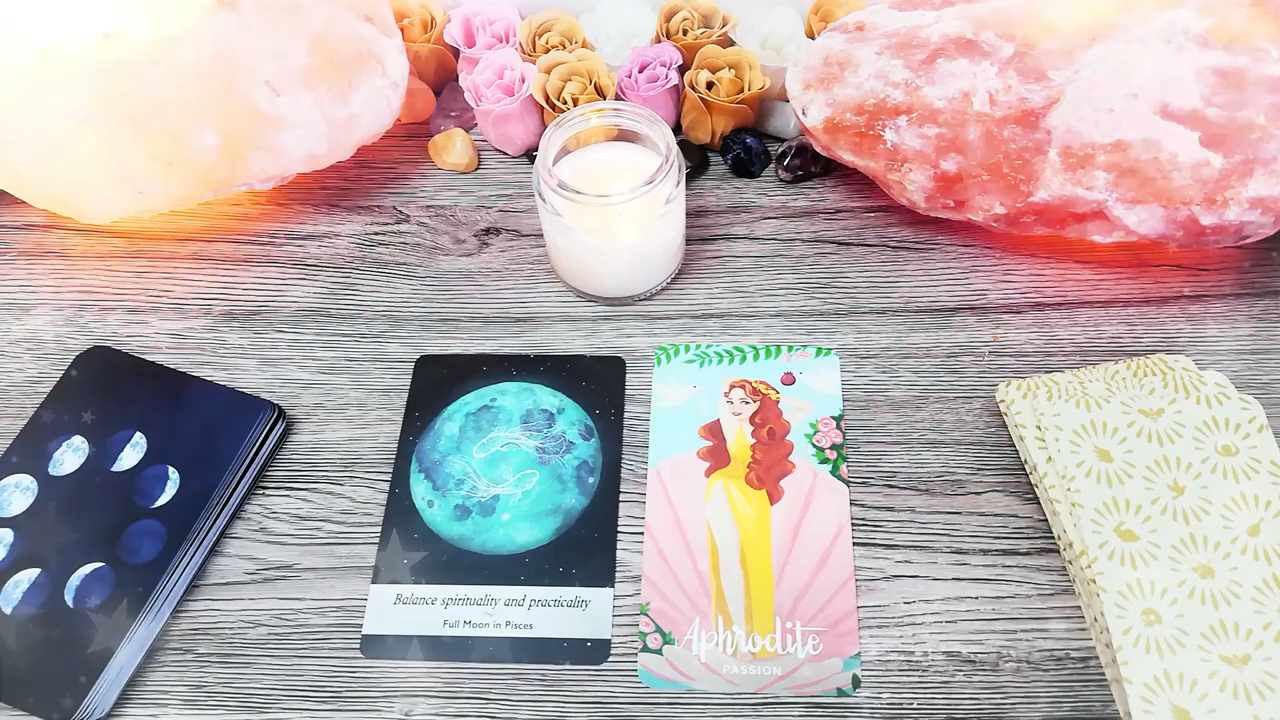 Balance spirituality and practicality
Full Moon in Pisces
Aphrodite
PASSION